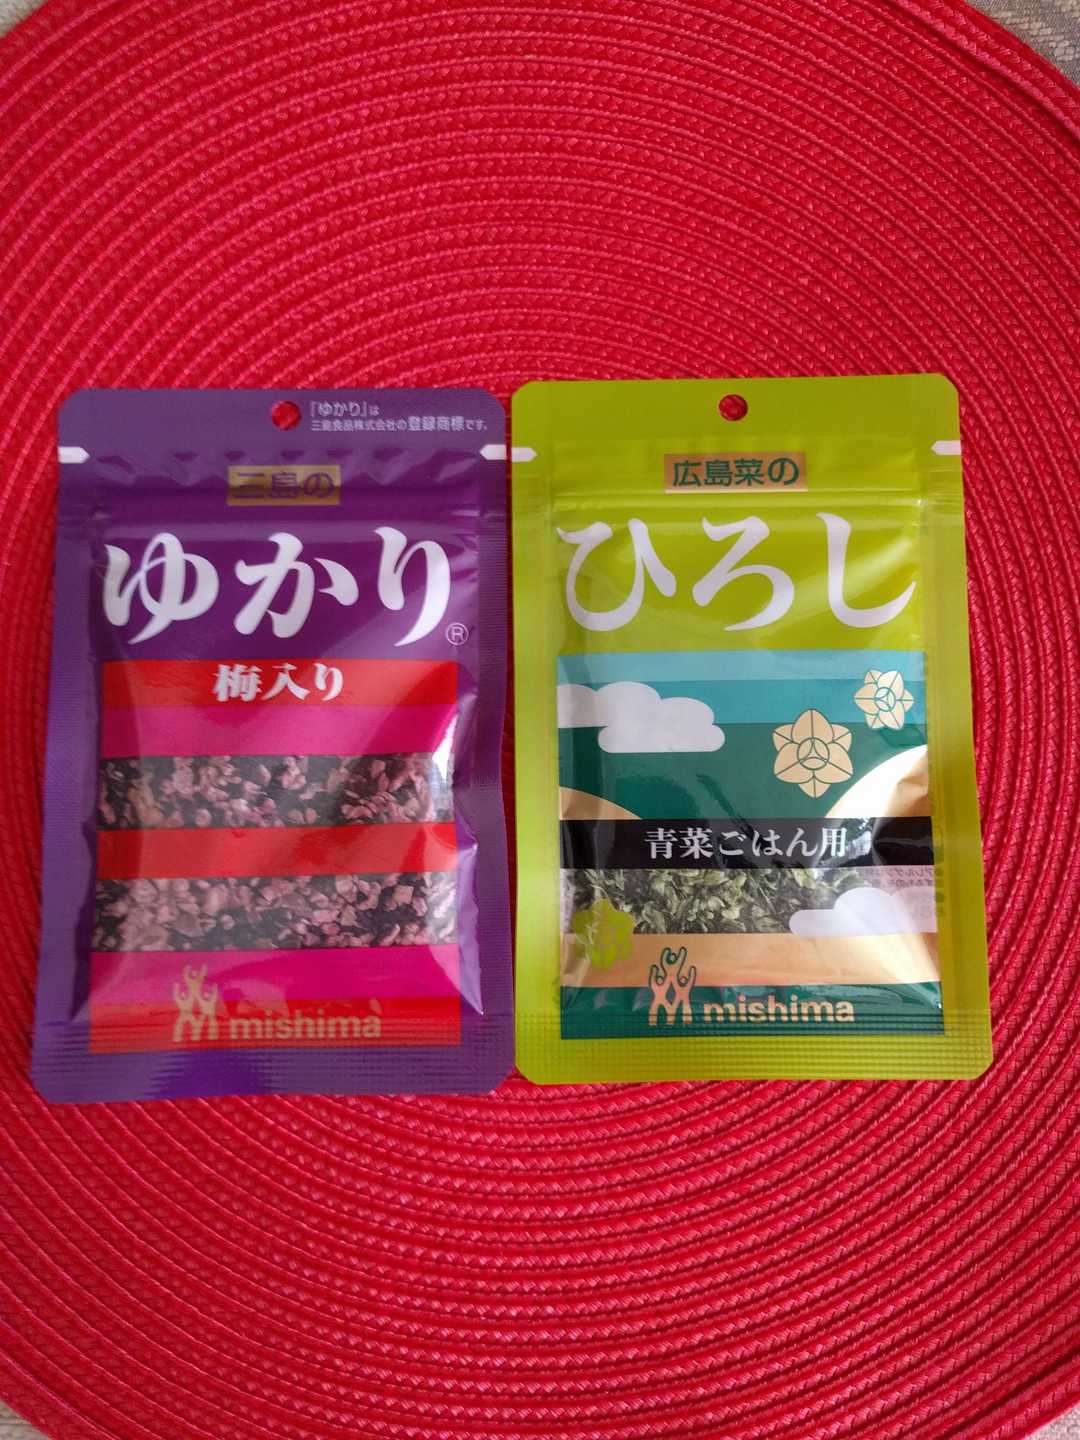 「ゆかり」は
三島食品株式会社の登録商標です。
三島の
ゆかり®
梅入り
mishima
広島菜の
ひろし
青菜ごはん用
mishima